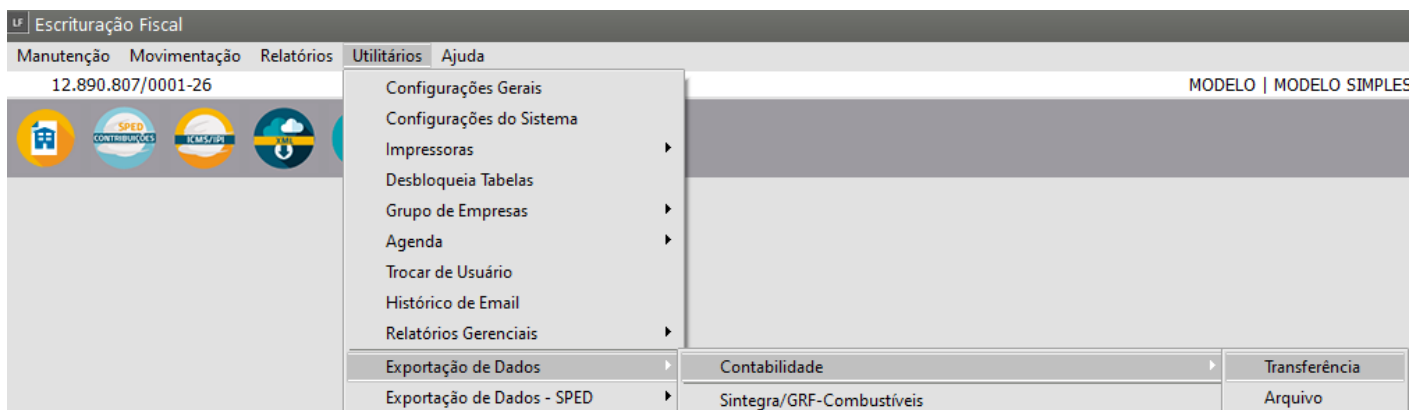 LF Escrituração Fiscal
Manutenção Movimentação Relatórios Utilitários Ajuda
12.890.807/0001-26 MODELO | MODELO SIMPLES
SPED CONTRIBUIÇÕES
ICMS/IPI
XML
Configurações Gerais
Configurações do Sistema
Impressoras
Desbloqueia Tabelas
Grupo de Empresas
Agenda
Trocar de Usuário
Histórico de Email
Relatórios Gerenciais
Exportação de Dados Contabilidade Transferência
Exportação de Dados - SPED Sintegra/GRF-Combustíveis Arquivo